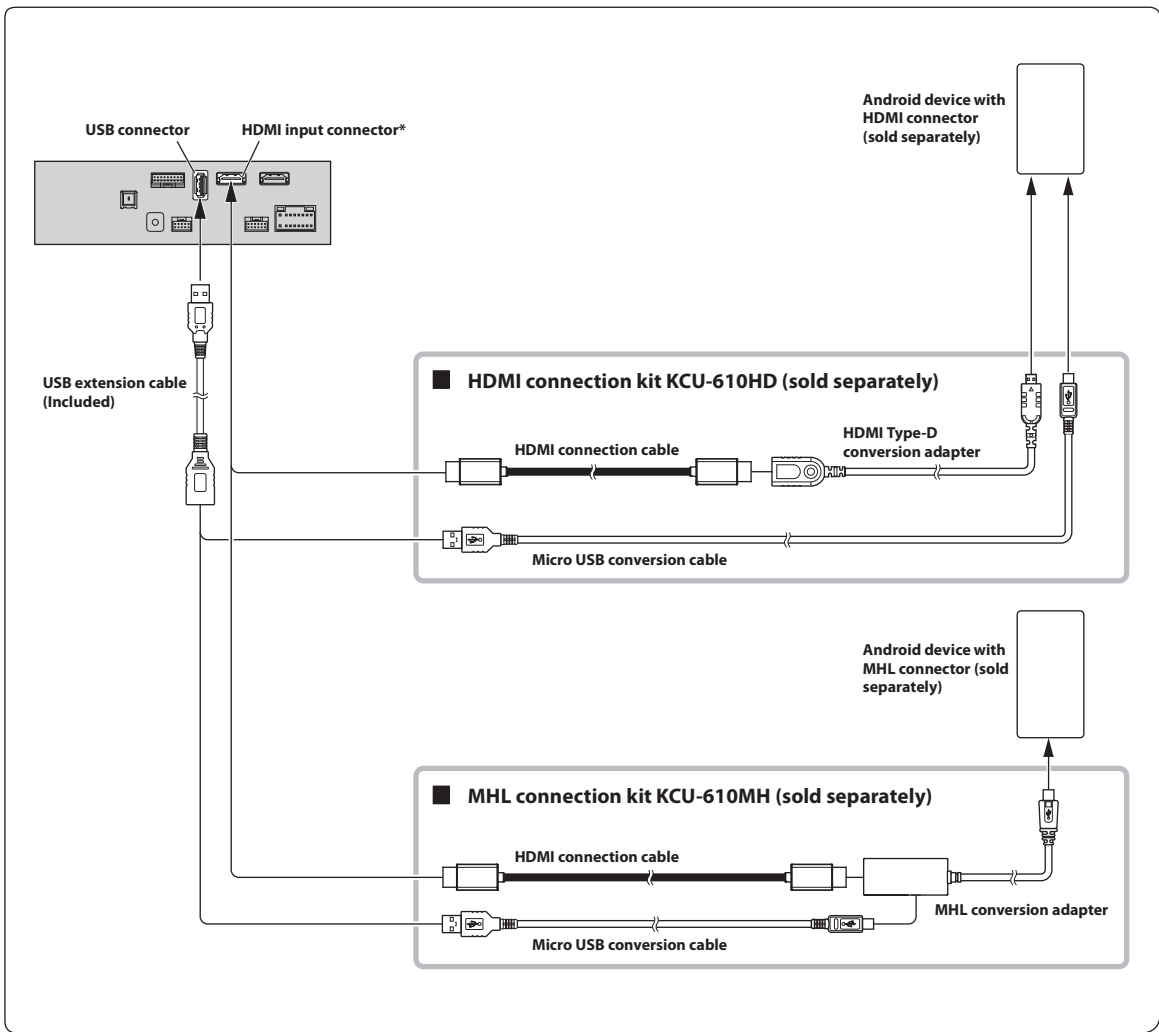 Android device with
HDMI connector
(sold separately)
USB connector
HDMI input connector*
USB extension cable
(Included)
■ HDMI connection kit KCU-610HD (sold separately)
HDMI connection cable
HDMI Type-D
conversion adapter
Micro USB conversion cable
Android device with
MHL connector (sold
separately)
■ MHL connection kit KCU-610MH (sold separately)
HDMI connection cable
MHL conversion adapter
Micro USB conversion cable